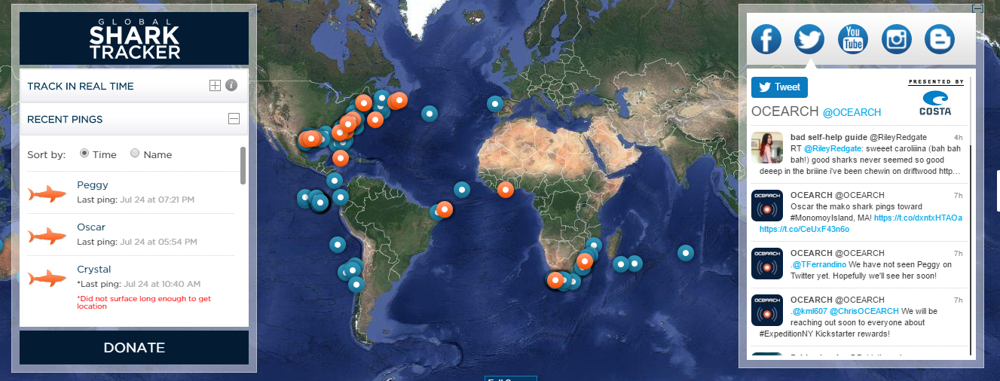 GLOBAL
SHARK
TRACKER
TRACK IN REAL TIME
RECENT PINGS
Sort by: Time Name
Peggy
Last ping: Jul 24 at 07:21 PM
Oscar
Last ping: Jul 24 at 05:54 PM
Crystal
*Last ping: Jul 24 at 10:40 AM
*Did not surface long enough to get
location
DONATE
You
Tube
Tweet
PRESENTED BY
COSTA
OCEARCH @OCEARCH
bad self-help guide @RileyRedgate 4h
RT @RileyRedgate: sweeet caroliiina (bah bah
bah!) good sharks never seemed so good
deeep in the briiine i've been chewin on driftwood http...
OCEARCH
OCEARCH @OCEARCH 7h
Oscar the mako shark pings toward
#MonomoyIsland, MA! https://t.co/dxntxHTAOa
https://t.co/CeUxF43n6o
OCEARCH
OCEARCH @OCEARCH 7h
.@TFerrandino We have not seen Peggy on
Twitter yet. Hopefully we'll see her soon!
OCEARCH
OCEARCH @OCEARCH 7h
.@kml607 @ChrisOCEARCH We will be
reaching out soon to everyone about
#ExpeditionNY Kickstarter rewards!